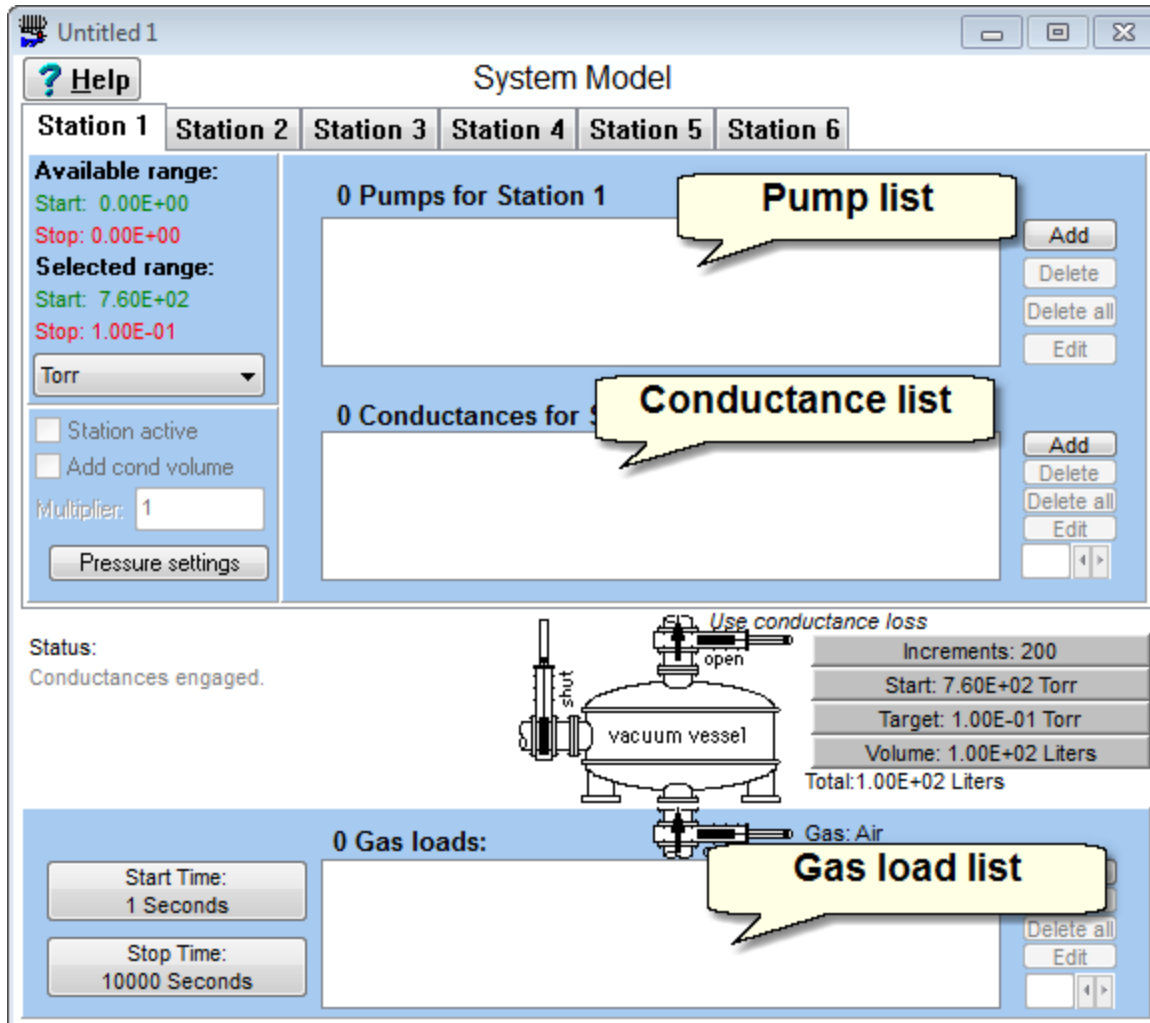 Untitled 1
? Help
System Model
Station 1
Station 2
Station 3
Station 4
Station 5
Station 6
Available range:
Start: 0.00E+00
Stop: 0.00E+00
Selected range:
Start: 7.60E+02
Stop: 1.00E-01
Torr
Station active
Add cond volume
Multiplier: 1
Pressure settings
0 Pumps for Station 1
Pump list
Add
Delete
Delete all
Edit
0 Conductances for
Conductance list
Add
Delete
Delete all
Edit
Status:
Conductances engaged.
Use conductance loss
open
shut
vacuum vessel
Increments: 200
Start: 7.60E+02 Torr
Target: 1.00E-01 Torr
Volume: 1.00E+02 Liters
Total:1.00E+02 Liters
0 Gas loads:
Gas: Air
Gas load list
Start Time:
1 Seconds
Stop Time:
10000 Seconds
Delete all
Edit